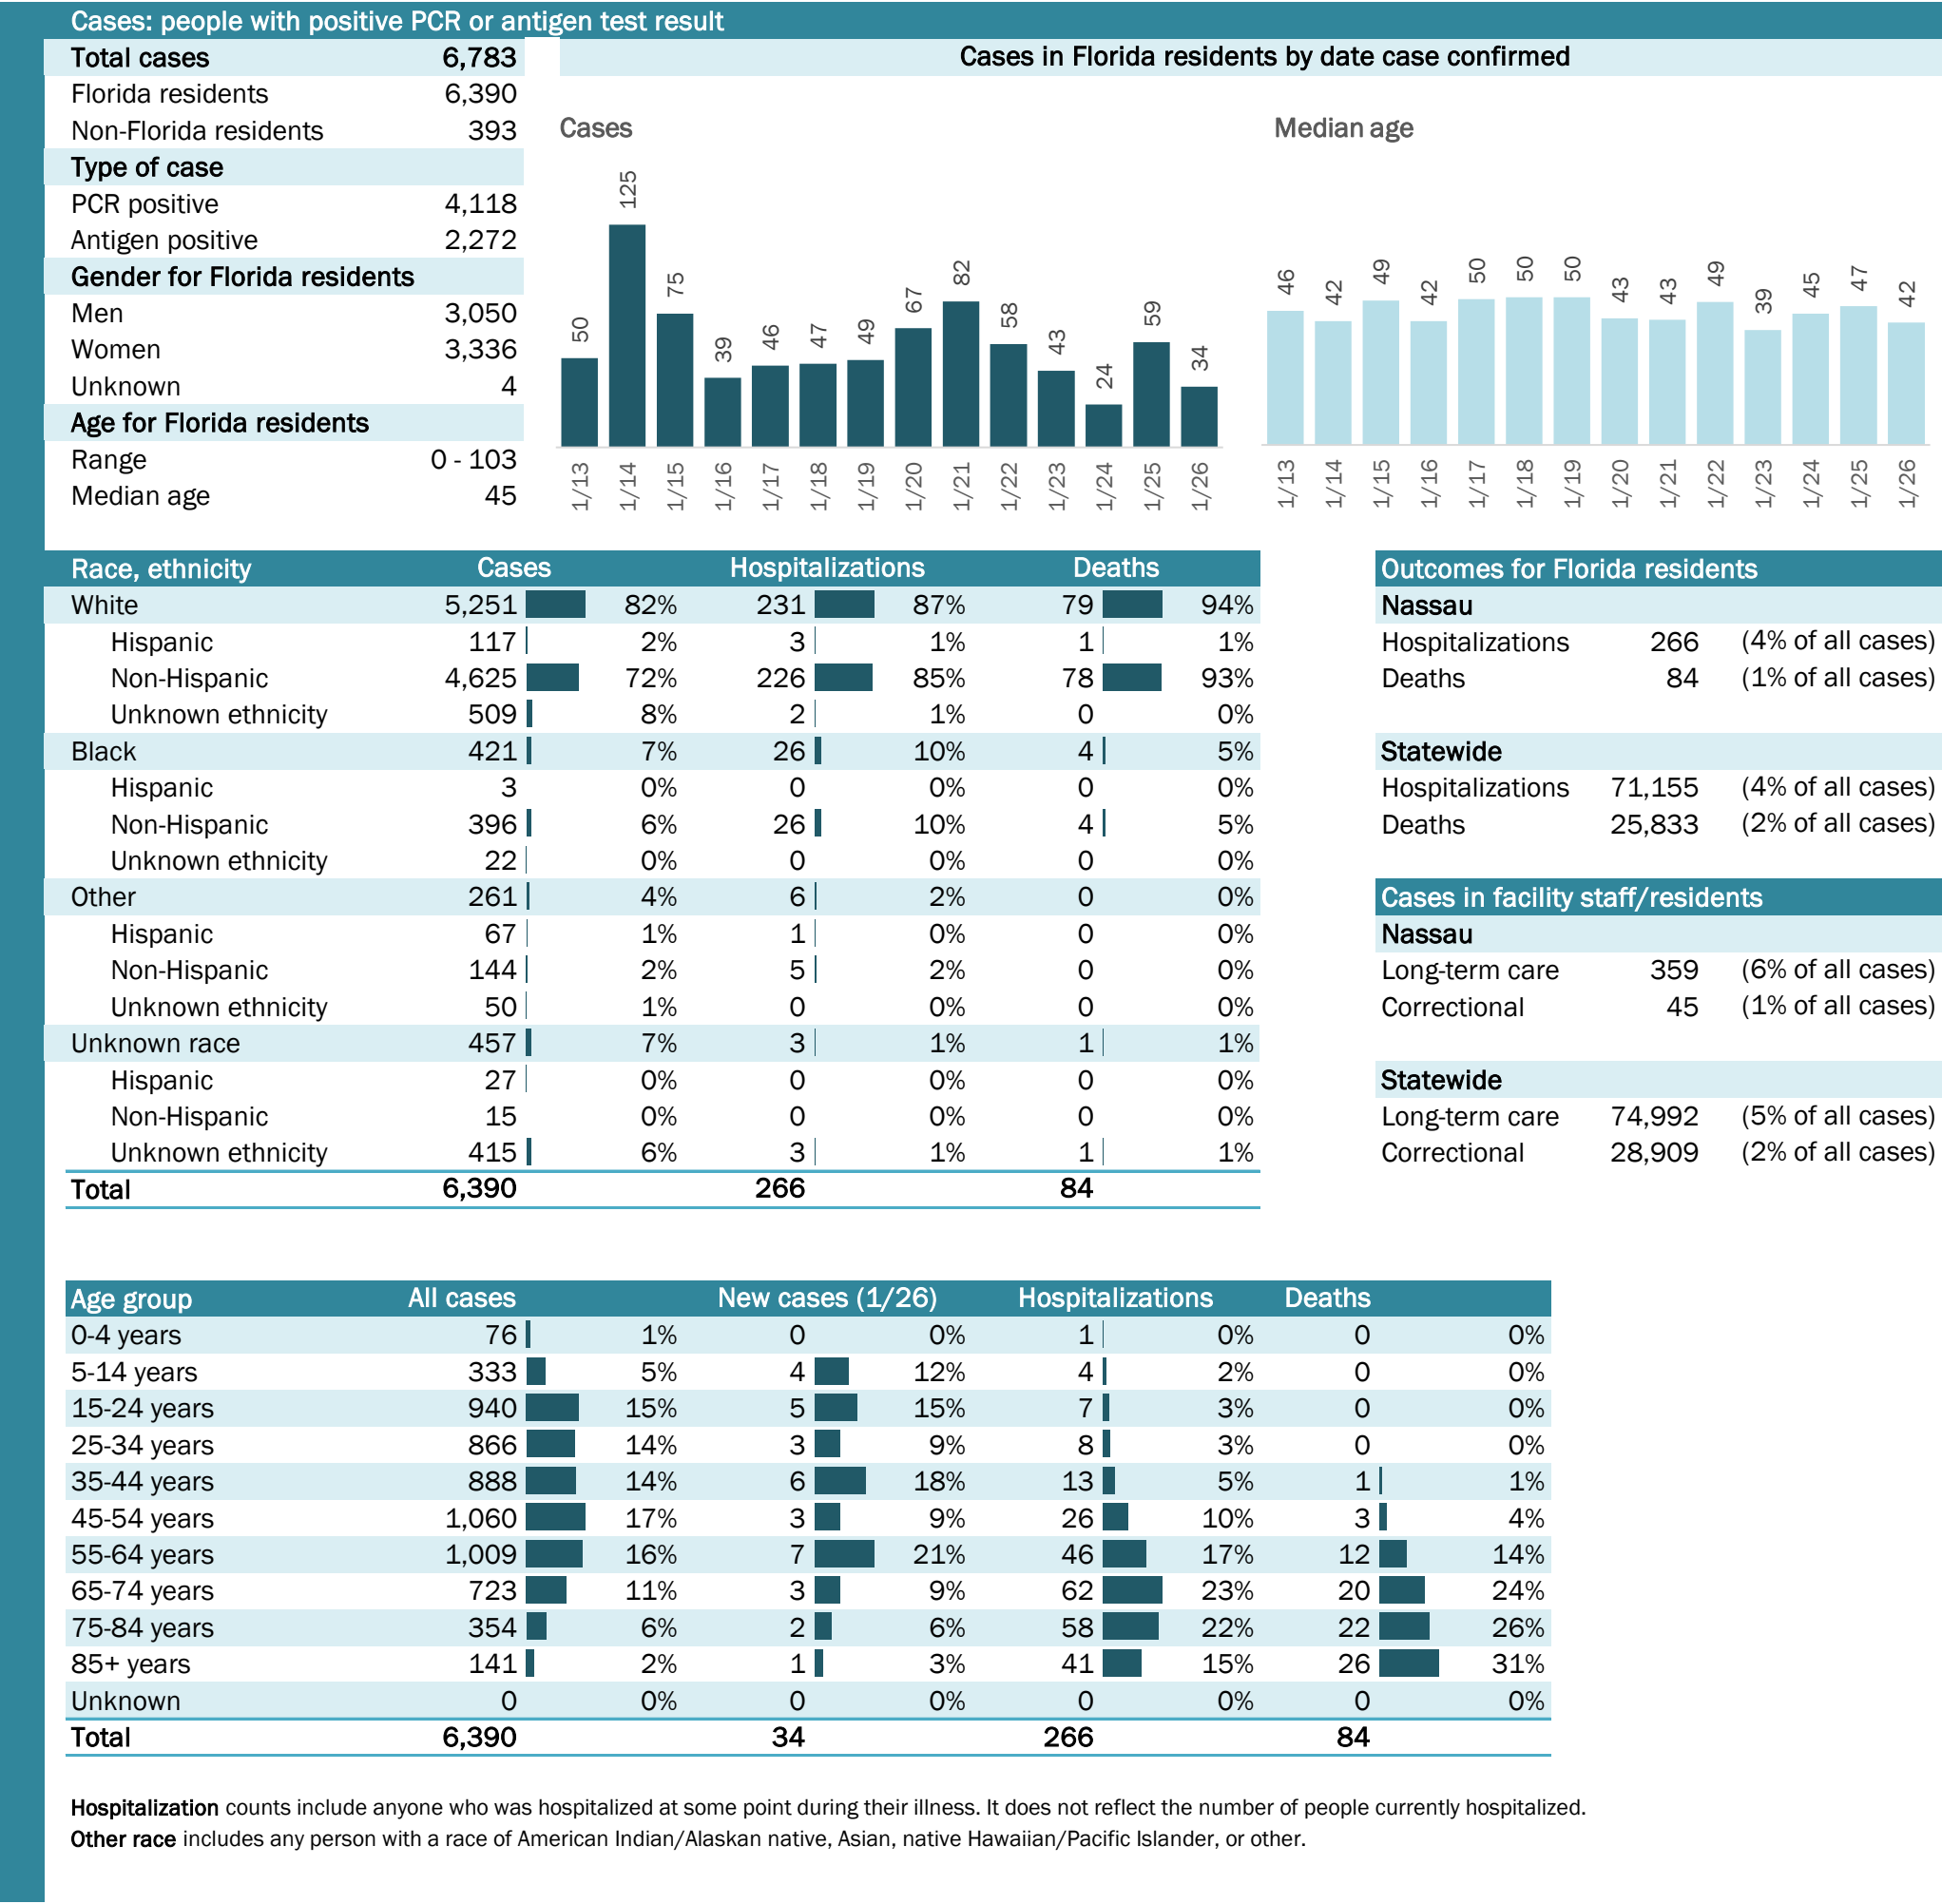 Cases: people with positive PCR or antigen test result
Total cases 6,783
Florida residents 6,390
Non-Florida residents 393
Type of case
PCR positive 4,118
Antigen positive 2,272
Gender for Florida residents
Men 3,050
Women 3,336
Unknown 4
Age for Florida residents
Range 0 - 103
Median age 45
Cases in Florida residents by date case confirmed
Cases
50 125 75 39 46 47 49 67 82 58 43 24 59 34
1/13 1/14 1/15 1/16 1/17 1/18 1/19 1/20 1/21 1/22 1/23 1/24 1/25 1/26
Median age
46 42 49 42 50 50 50 43 43 49 39 45 47 42
1/13 1/14 1/15 1/16 1/17 1/18 1/19 1/20 1/21 1/22 1/23 1/24 1/25 1/26
Race, ethnicity Cases Hospitalizations Deaths
White 5,251 82% 231 87% 79 94%
Hispanic 117 2% 3 1% 1 1%
Non-Hispanic 4,625 72% 226 85% 78 93%
Unknown ethnicity 509 8% 2 1% 0 0%
Black 421 7% 26 10% 4 5%
Hispanic 3 0% 0 0% 0 0%
Non-Hispanic 396 6% 26 10% 4 5%
Unknown ethnicity 22 0% 0 0% 0 0%
Other 261 4% 6 2% 0 0%
Hispanic 67 1% 1 0% 0 0%
Non-Hispanic 144 2% 5 2% 0 0%
Unknown ethnicity 50 1% 0 0% 0 0%
Unknown race 457 7% 3 1% 1 1%
Hispanic 27 0% 0 0% 0 0%
Non-Hispanic 15 0% 0 0% 0 0%
Unknown ethnicity 415 6% 3 1% 1 1%
Total 6,390 266 84
Outcomes for Florida residents
Nassau
Hospitalizations 266 (4% of all cases)
Deaths 84 (1% of all cases)
Statewide
Hospitalizations 71,155 (4% of all cases)
Deaths 25,833 (2% of all cases)
Cases in facility staff/residents
Nassau
Long-term care 359 (6% of all cases)
Correctional 45 (1% of all cases)
Statewide
Long-term care 74,992 (5% of all cases)
Correctional 28,909 (2% of all cases)
Age group All cases New cases (1/26) Hospitalizations Deaths
0-4 years 76 1% 0 0% 1 0% 0 0%
5-14 years 333 5% 4 12% 4 2% 0 0%
15-24 years 940 15% 5 15% 7 3% 0 0%
25-34 years 866 14% 3 9% 8 3% 0 0%
35-44 years 888 14% 6 18% 13 5% 1 1%
45-54 years 1,060 17% 3 9% 26 10% 3 4%
55-64 years 1,009 16% 7 21% 46 17% 12 14%
65-74 years 723 11% 3 9% 62 23% 20 24%
75-84 years 354 6% 2 6% 58 22% 22 26%
85+ years 141 2% 1 3% 41 15% 26 31%
Unknown 0 0% 0 0% 0 0% 0 0%
Total 6,390 34 266 84
Hospitalization counts include anyone who was hospitalized at some point during their illness. It does not reflect the number of people currently hospitalized.
Other race includes any person with a race of American Indian/Alaskan native, Asian, native Hawaiian/Pacific Islander, or other.